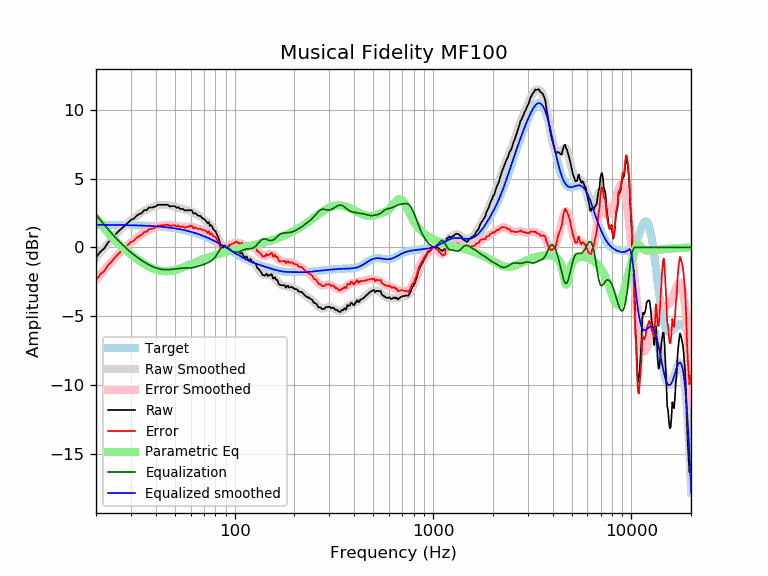 Musical Fidelity MF100
Amplitude (dBr)
10
5
0
−5
−10
−15
Target
Raw Smoothed
Error Smoothed
Raw
Error
Parametric Eq
Equalization
Equalized smoothed
100
1000
10000
Frequency (Hz)